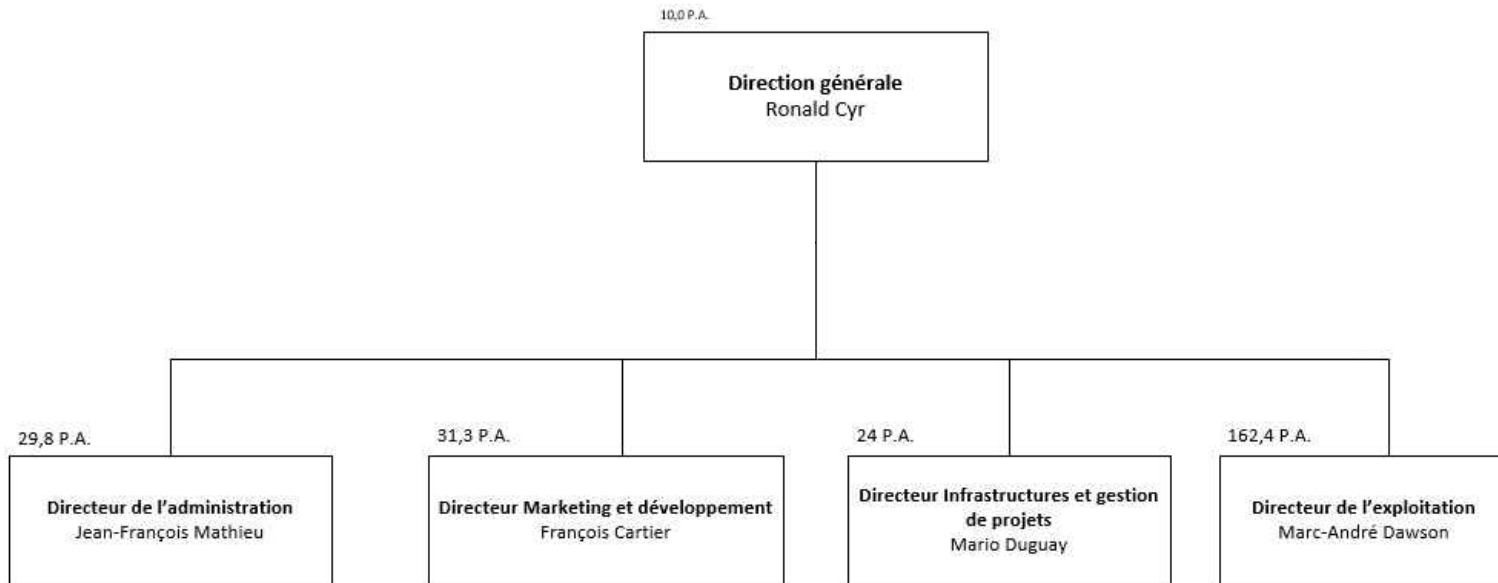 10,0 P.A.
Direction générale
Ronald Cyr
29,8 P.A.
Directeur de l’administration
Jean-François Mathieu
31,3 P.A.
Directeur Marketing et développement
François Cartier
24 P.A.
Directeur Infrastructures et gestion
de projets
Mario Duguay
162,4 P.A.
Directeur de l’exploitation
Marc-André Dawson